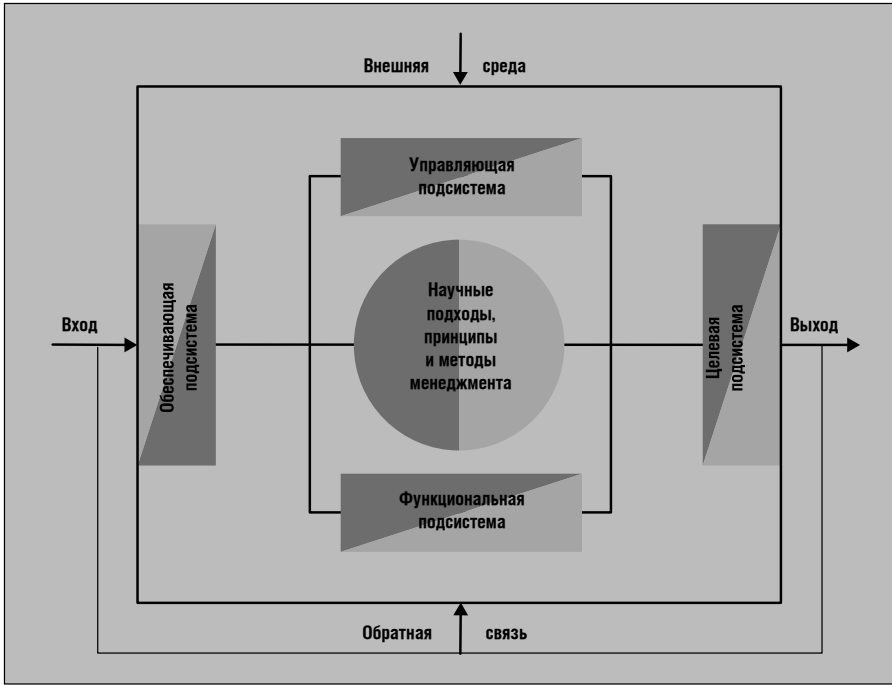 Внешняя среда
Управляющая
подсистема
Обеспечивающая
подсистема
Вход
Научные
подходы,
принципы
и методы
менеджмента
Целевая
подсистема
Выход
Функциональная
подсистема
Обратная связь